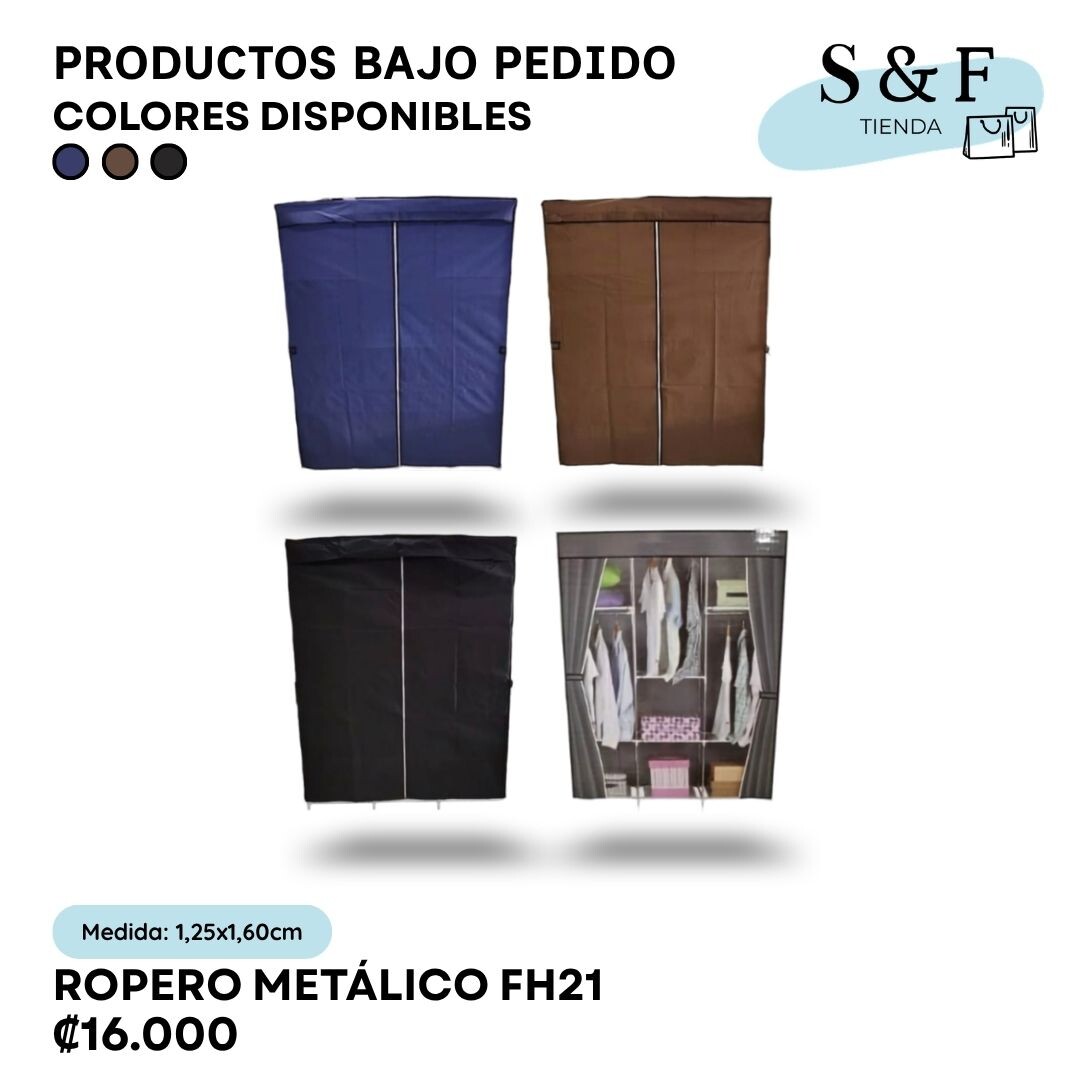 PRODUCTOS BAJO PEDIDO
COLORES DISPONIBLES
S & F
TIENDA
Medida: 1,25x1,60cm
ROPERO METÁLICO FH21
₡16.000